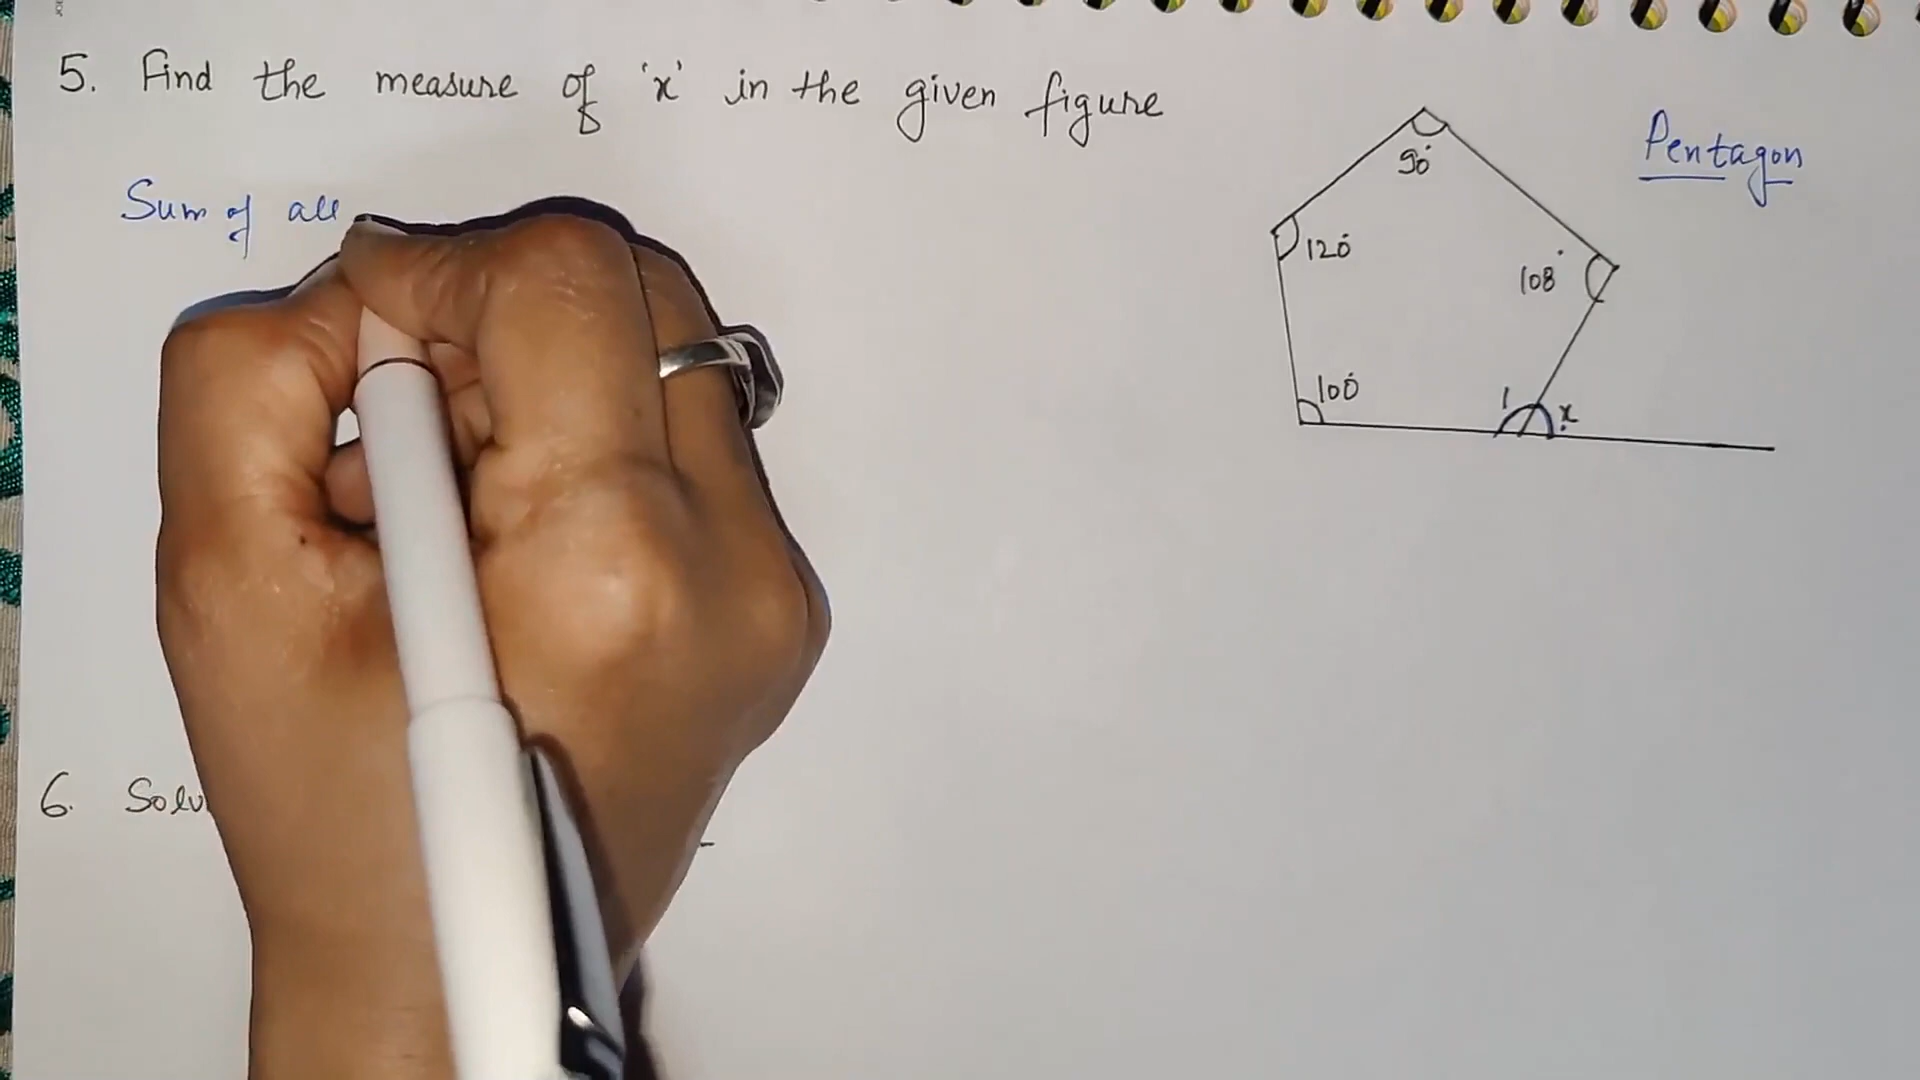 5. Find the measure of 'x' in the given figure
Pentagon
90°
Sum of all
120°
108°
100°
1 x
6. Solv